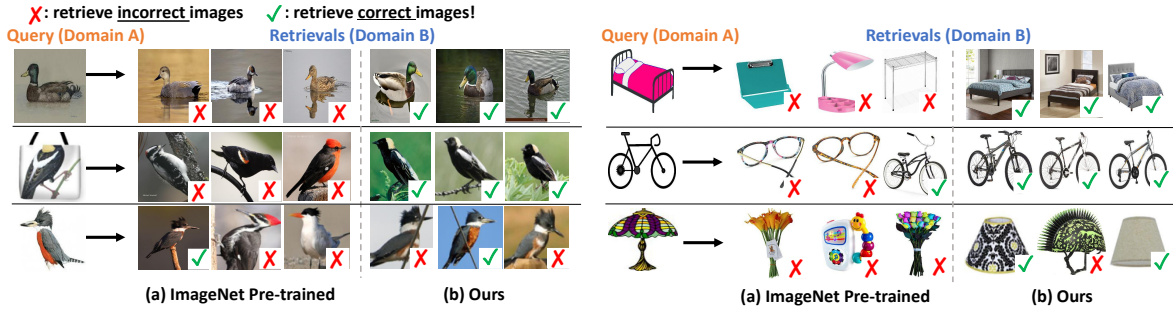 ✗: retrieve incorrect images ✓: retrieve correct images!
Query (Domain A) Retrievals (Domain B)
(a) ImageNet Pre-trained (b) Ours
Query (Domain A) Retrievals (Domain B)
(a) ImageNet Pre-trained (b) Ours